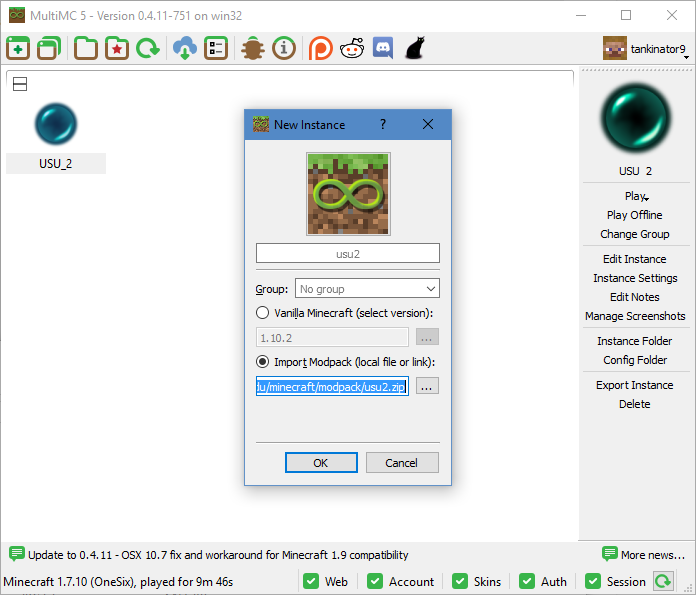 MultiMC 5 - Version 0.4.11-751 on win32
tankinator9
USU_2
New Instance
?
usu2
Group:
No group
Vanilla Minecraft (select version):
1.10.2
...
Import Modpack (local file or link):
du/minecraft/modpack/usu2.zip
...
OK
Cancel
USU 2
Play
Play Offline
Change Group
Edit Instance
Instance Settings
Edit Notes
Manage Screenshots
Instance Folder
Config Folder
Export Instance
Delete
Update to 0.4.11 - OSX 10.7 fix and workaround for Minecraft 1.9 compatibility
More news...
Minecraft 1.7.10 (OneSix), played for 9m 46s
Web
Account
Skins
Auth
Session